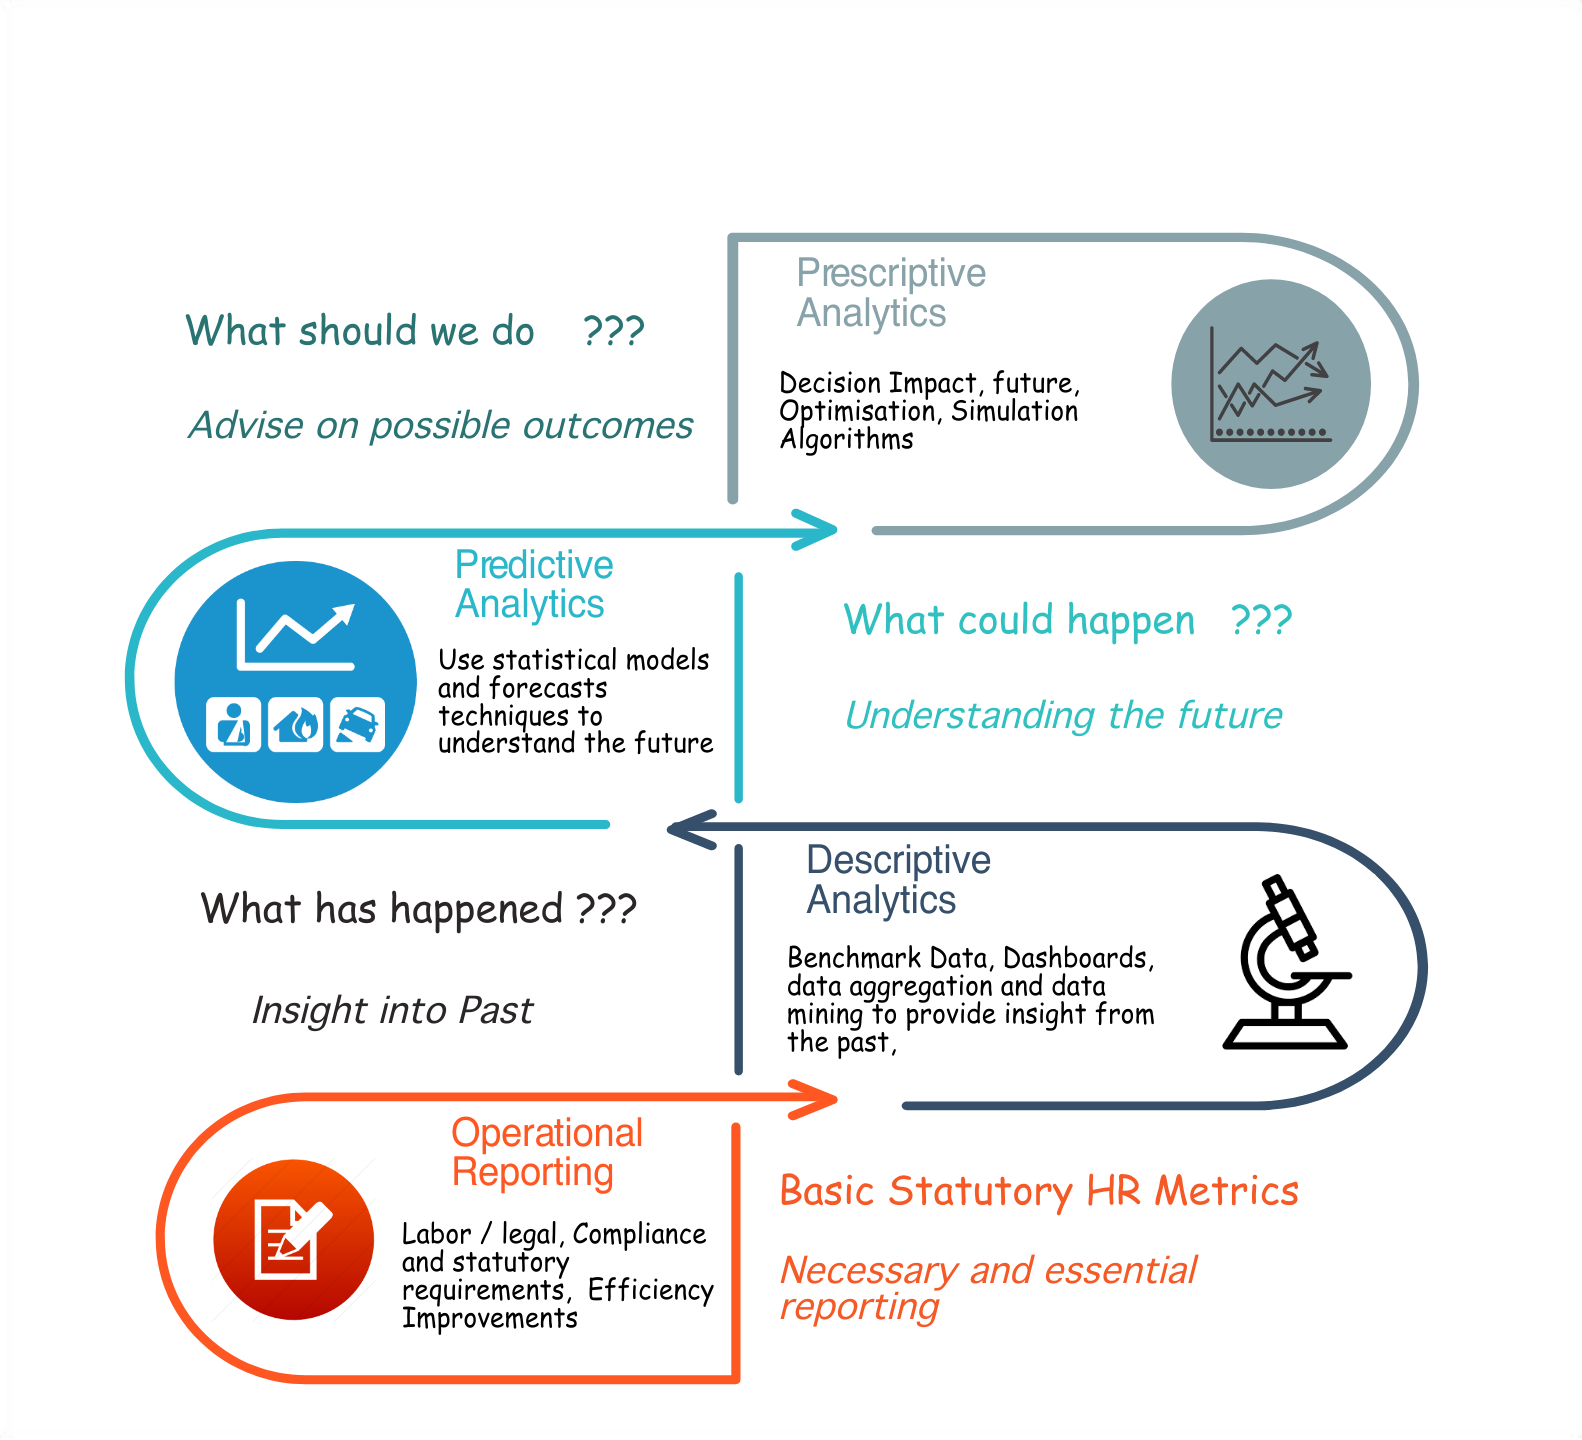 Prescriptive
Analytics
What should we do ???
Decision Impact, future,
Optimisation, Simulation
Algorithms
Advise on possible outcomes
Predictive
Analytics
Use statistical models
and forecasts
techniques to
understand the future
What could happen ???
Understanding the future
Descriptive
Analytics
What has happened ???
Benchmark Data, Dashboards,
data aggregation and data
mining to provide insight from
the past,
Insight into Past
Operational
Reporting
Labor / legal, Compliance
and statutory
requirements, Efficiency
Improvements
Basic Statutory HR Metrics
Necessary and essential
reporting